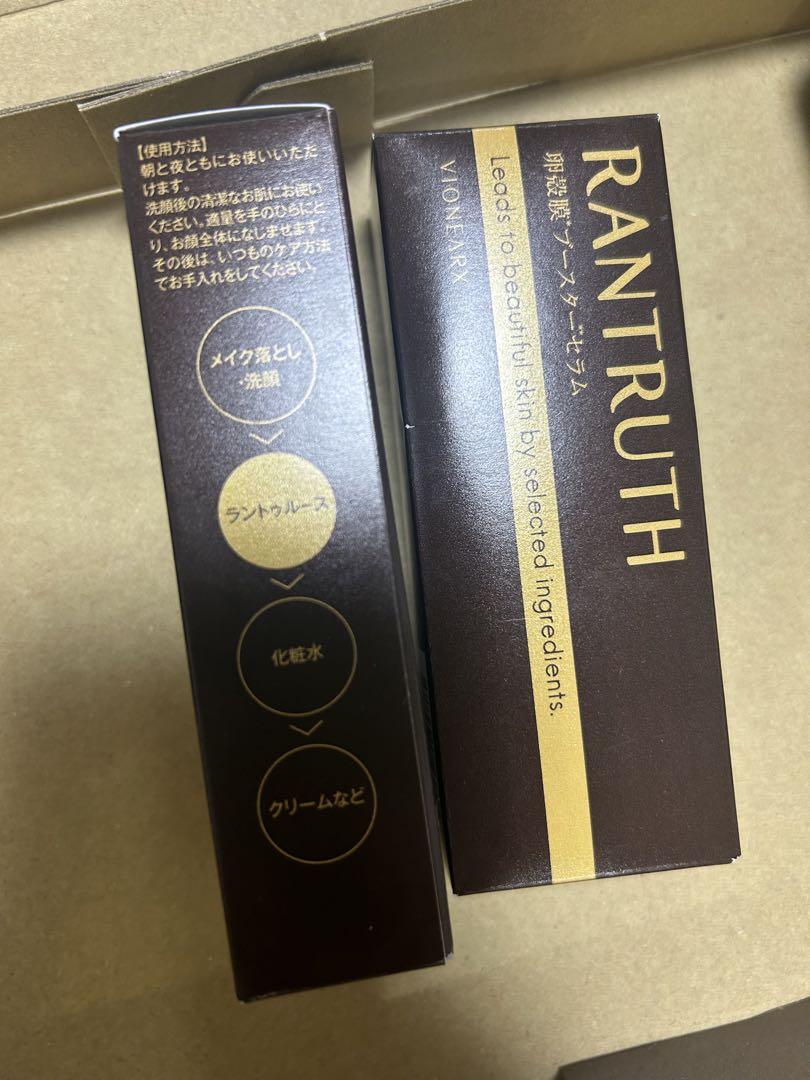 【使用方法】
朝と夜ともにお使いいただ
けます。
洗顔後の清潔なお肌にお使い
ください。適量を手のひらにと
り、お顔全体になじませます。
その後は、いつものケア方法
でお手入れをしてください。
メイク落とし
・洗顔
ラントゥルース
化粧水
クリームなど
RANTRUTH
卵殻膜ブースターセラム
Leads to beautiful skin by selected ingredients.
VIONEARX